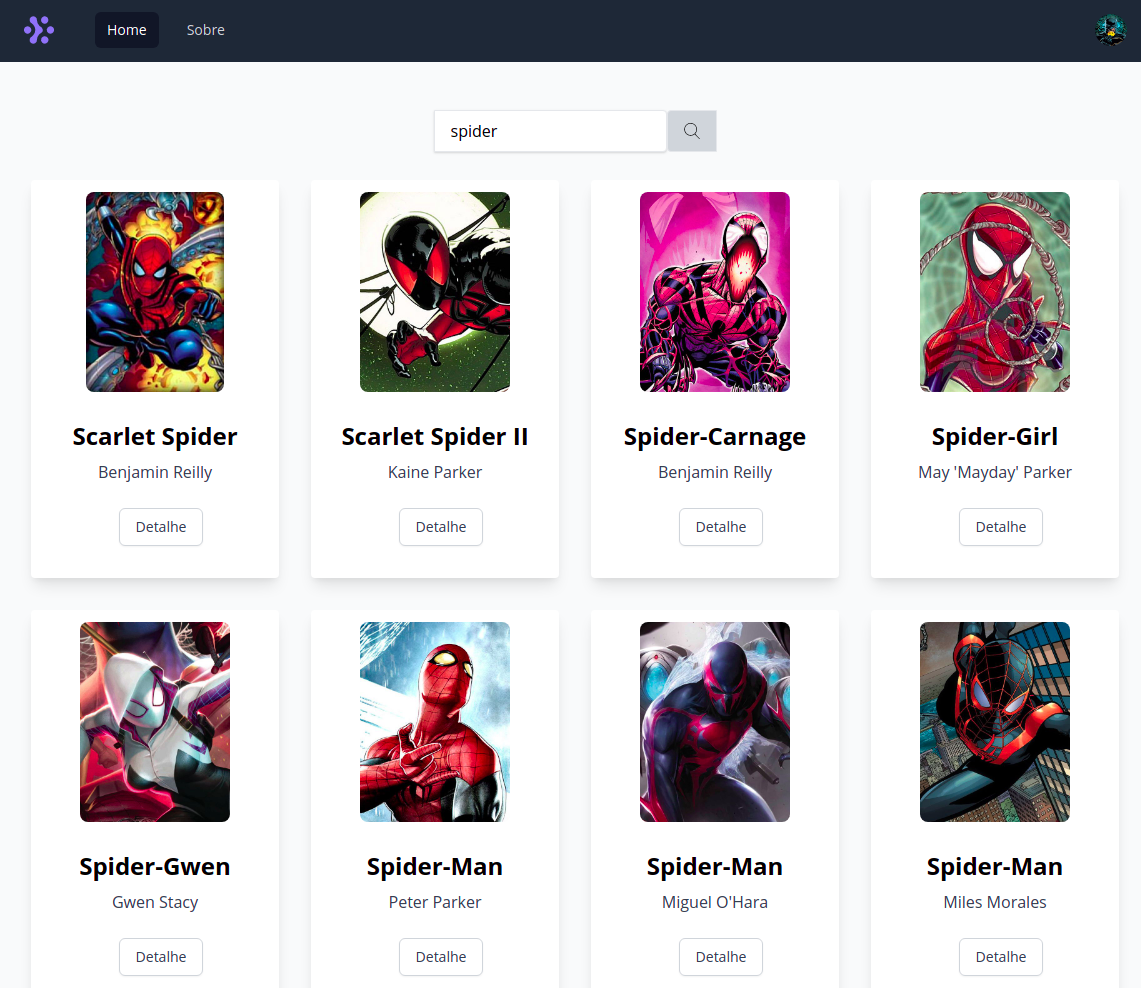 Home Sobre
spider
Scarlet Spider Scarlet Spider II Spider-Carnage Spider-Girl
Benjamin Reilly Kaine Parker Benjamin Reilly May 'Mayday' Parker
Detalhe Detalhe Detalhe Detalhe
Spider-Gwen Spider-Man Spider-Man Spider-Man
Gwen Stacy Peter Parker Miguel O'Hara Miles Morales
Detalhe Detalhe Detalhe Detalhe